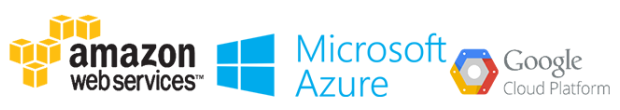 amazon
webservices™
Microsoft
Azure
Google
Cloud Platform